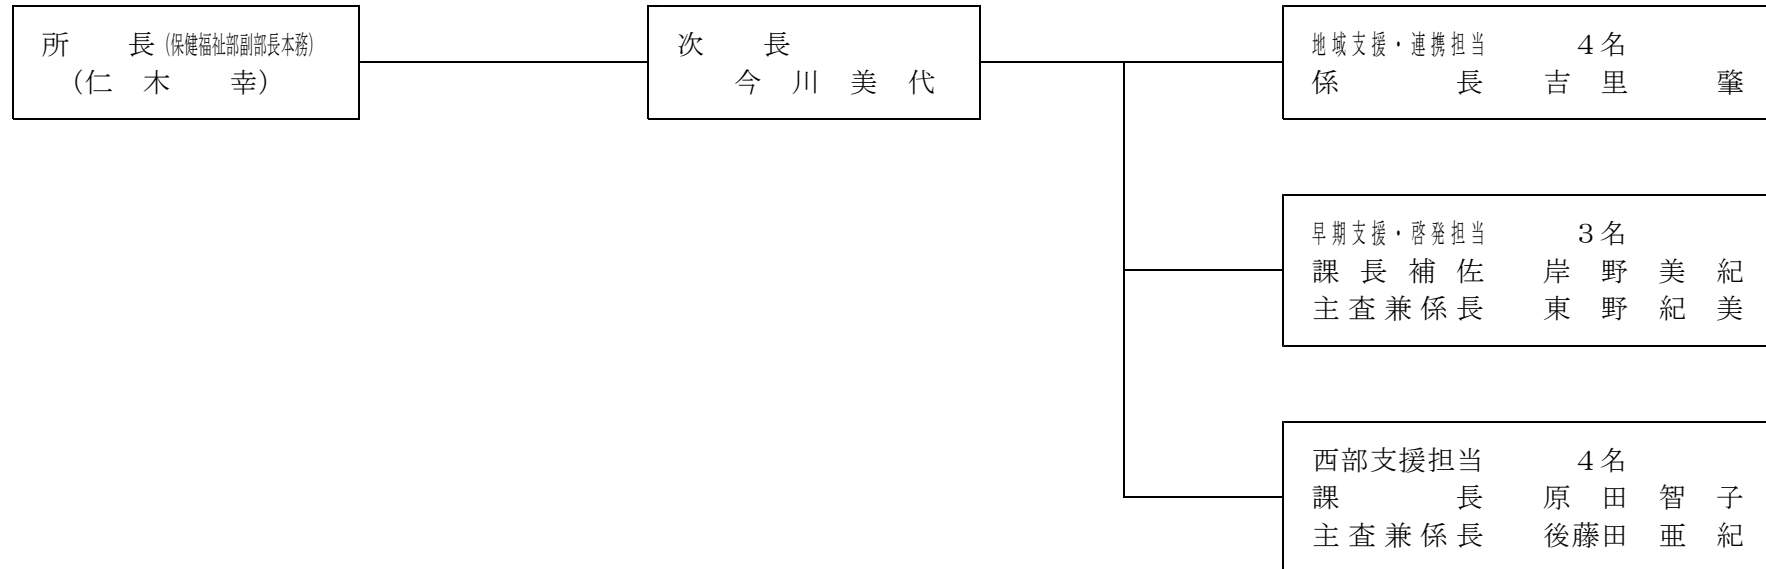 所　　長(保健福祉部副部長本務)
(仁　木　　幸)
次　　長
今　川　美　代
地域支援・連携担当　　4名
係　　　　長　吉　里　　肇
早期支援・啓発担当　　3名
課　長　補　佐　岸　野　美　紀
主査兼係長　東　野　紀　美
西部支援担当　　4名
課　　　　長　原　田　智　子
主査兼係長　後藤田　亜　紀